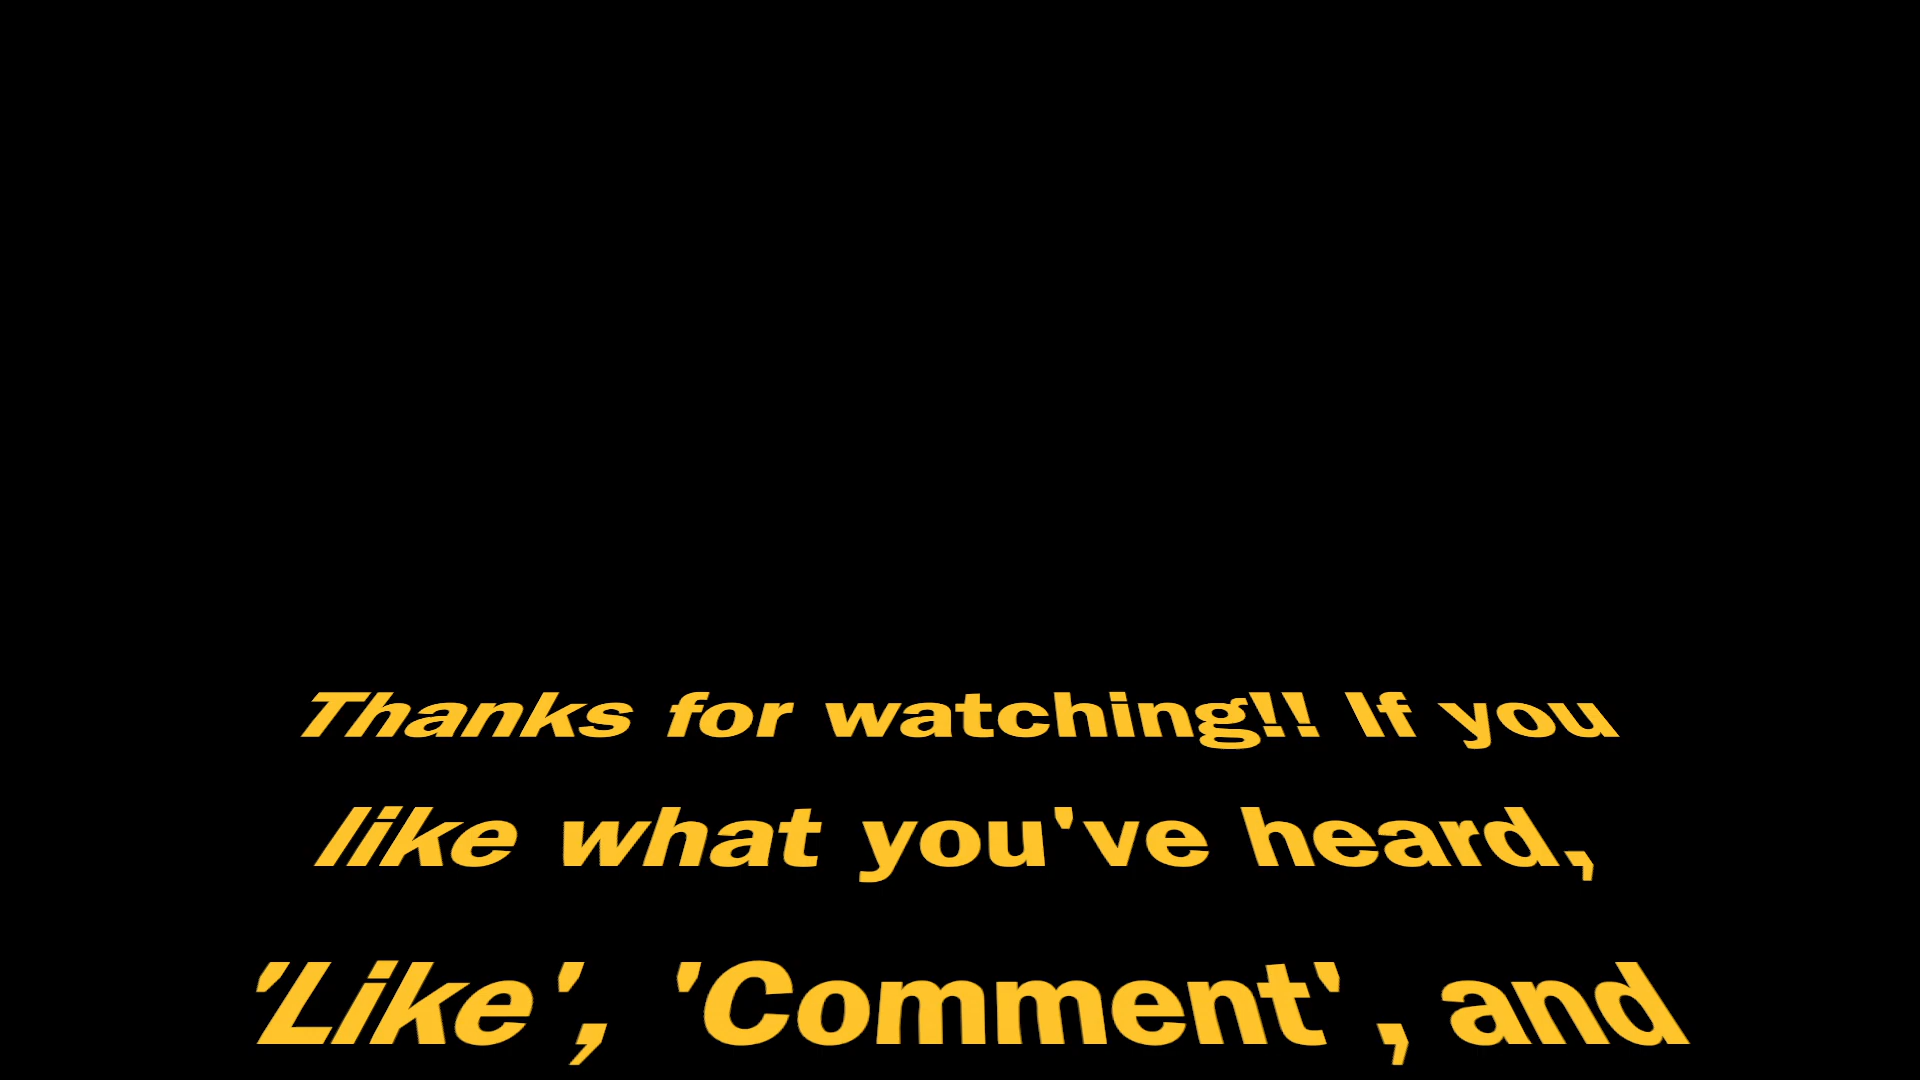 Thanks for watching!! If you
like what you've heard,
'Like', 'Comment', and